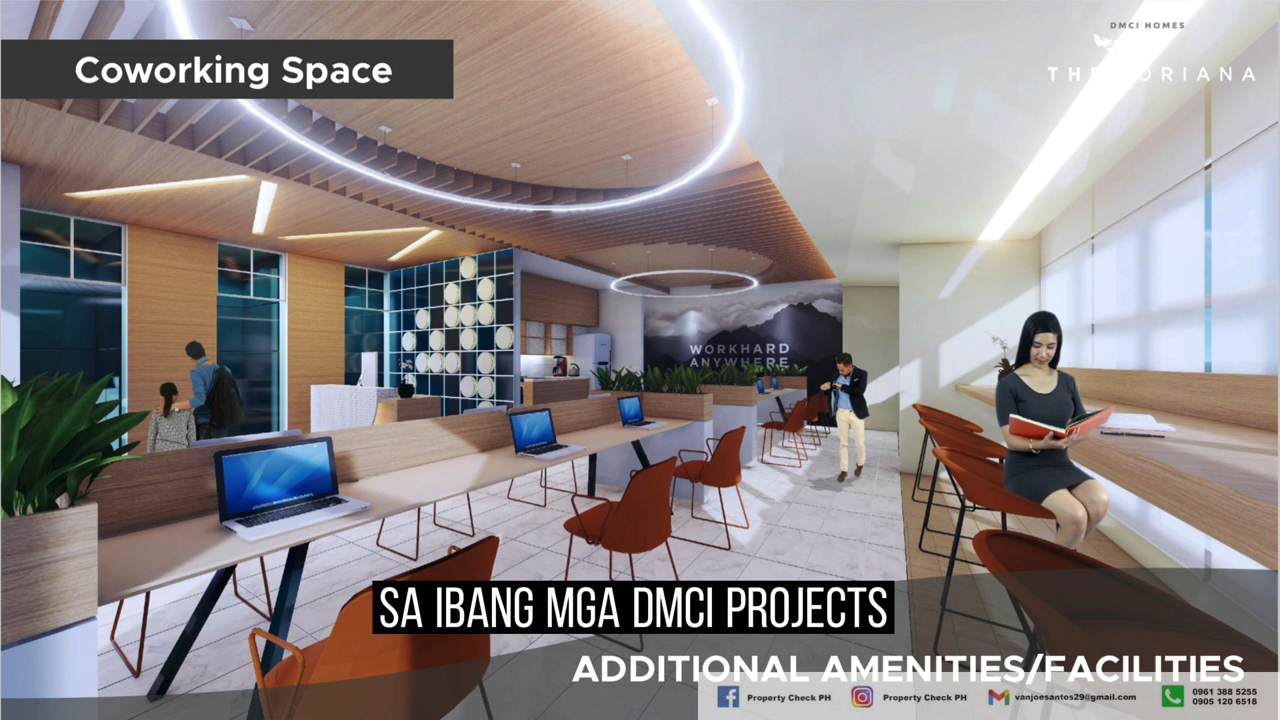 DMCI HOMES
Coworking Space
WORKHARD
ANYWHERE
SA IBANG MGA DMCI PROJECTS
ADDITIONAL AMENITIES/FACILITIES
Property Check PH
Property Check PH
vanjoesantos29@gmail.com
0961 388 5255
0905 120 6518